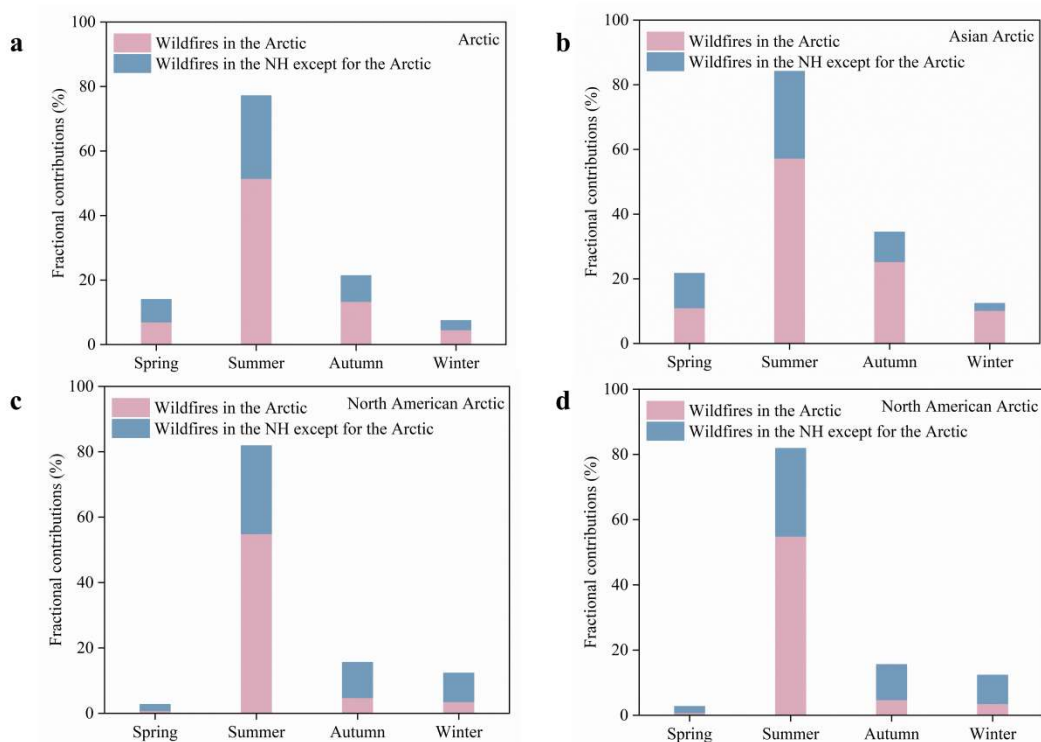 a
100
80
60
40
20
0
Fractional contributions (%)
Wildfires in the Arctic
Wildfires in the NH except for the Arctic
Arctic
Spring Summer Autumn Winter
b
100
80
60
40
20
0
Fractional contributions (%)
Wildfires in the Arctic
Wildfires in the NH except for the Arctic
Asian Arctic
Spring Summer Autumn Winter
c
100
80
60
40
20
0
Fractional contributions (%)
Wildfires in the Arctic
Wildfires in the NH except for the Arctic
North American Arctic
Spring Summer Autumn Winter
d
100
80
60
40
20
0
Fractional contributions (%)
Wildfires in the Arctic
Wildfires in the NH except for the Arctic
North American Arctic
Spring Summer Autumn Winter